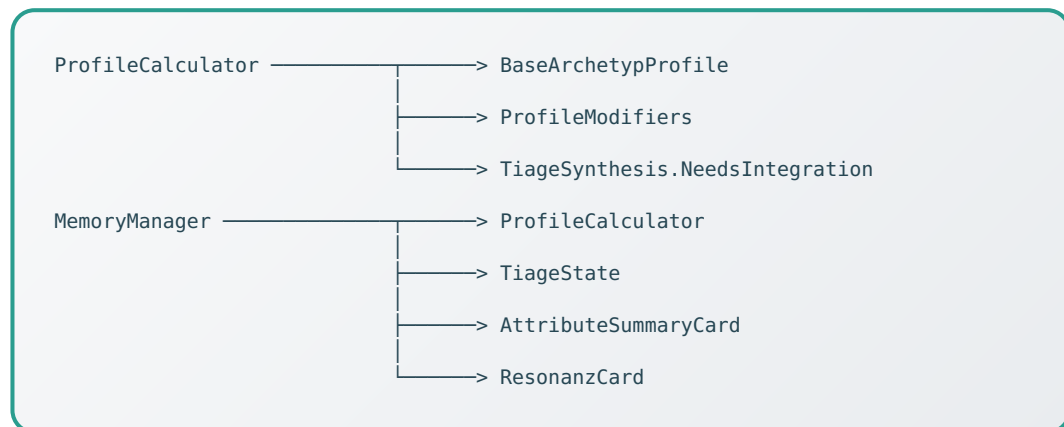 ProfileCalculator ──────────┬──────> BaseArchetypProfile
│
├──────> ProfileModifiers
│
└──────> TiageSynthesis.NeedsIntegration
MemoryManager ──────────────┬──────> ProfileCalculator
│
├──────> TiageState
│
├──────> AttributeSummaryCard
│
└──────> ResonanzCard